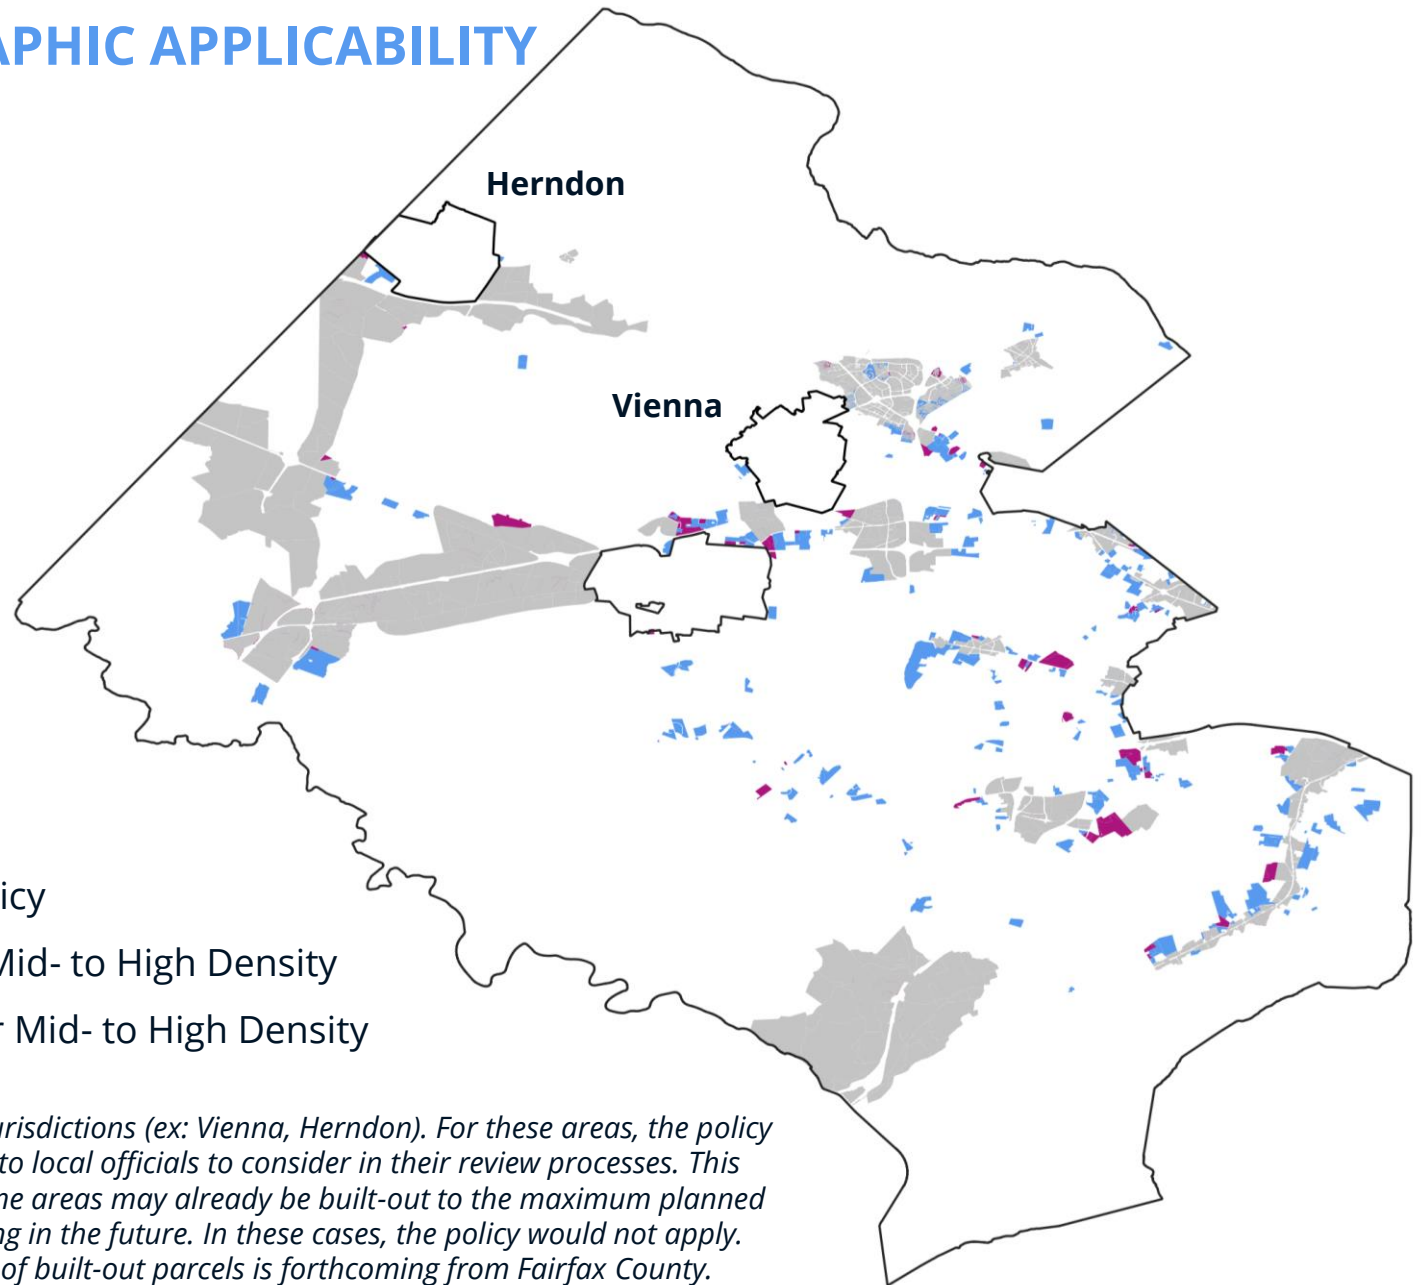 APHIC APPLICABILITY
Herndon
Vienna
icy
Mid- to High Density
r Mid- to High Density
urisdictions (ex: Vienna, Herndon). For these areas, the policy
to local officials to consider in their review processes. This
ne areas may already be built-out to the maximum planned
ng in the future. In these cases, the policy would not apply.
of built-out parcels is forthcoming from Fairfax County.